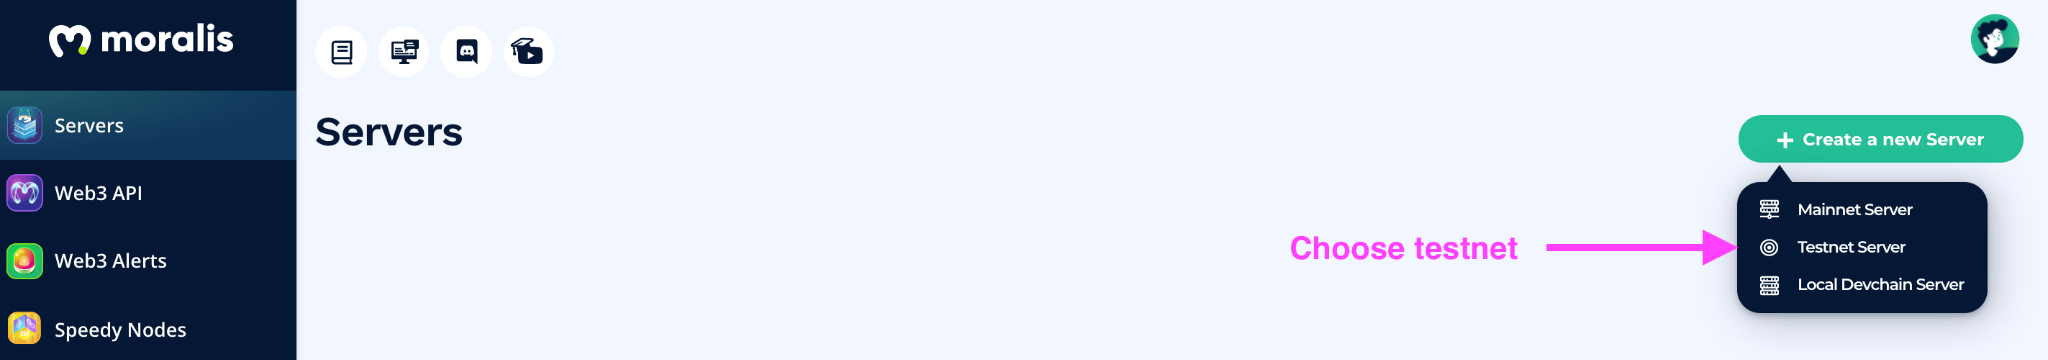 moralis
Servers
Web3 API
Web3 Alerts
Speedy Nodes
Servers
+ Create a new Server
Mainnet Server
Choose testnet
Testnet Server
Local Devchain Server